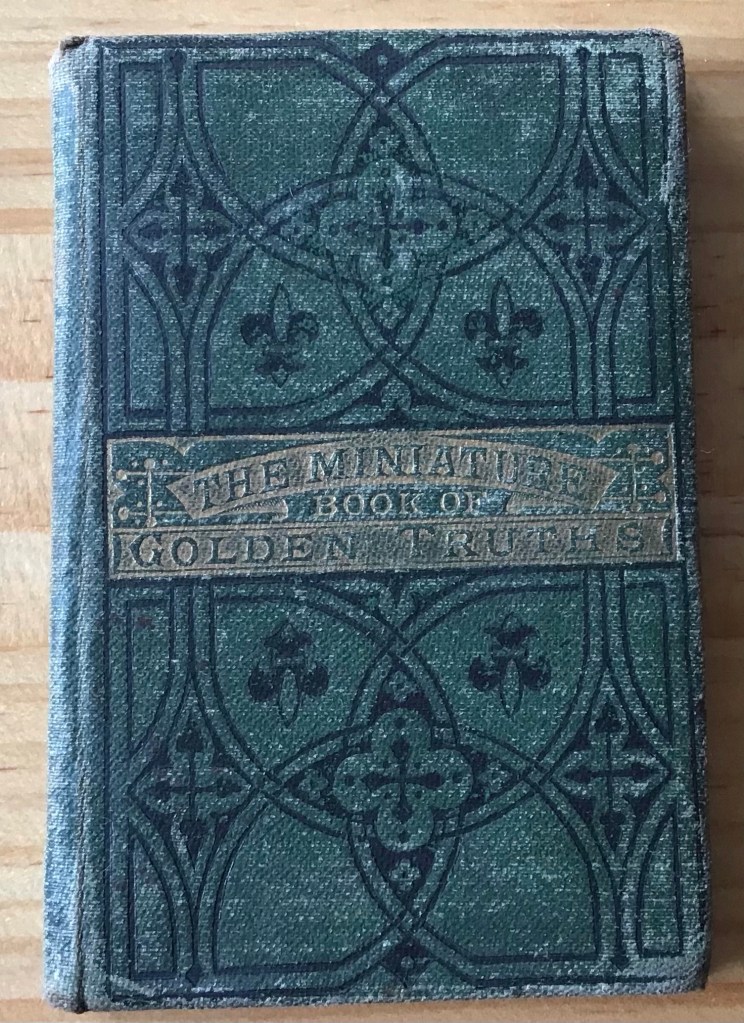 THE MINIATURE
BOOK OF
GOLDEN TRUTHS